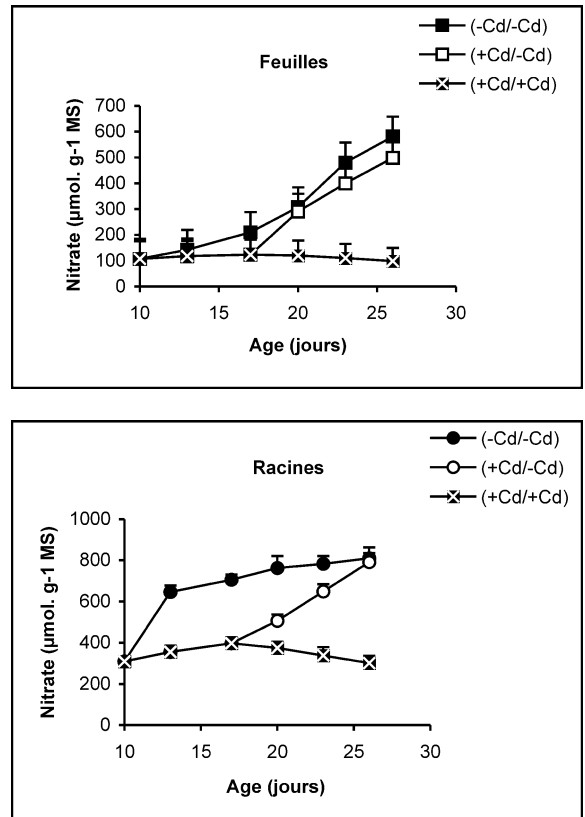 (-Cd/-Cd)
(+Cd/-Cd)
(+Cd/+Cd)
Feuilles
Nitrate (µmol. g-1 MS)
700
600
500
400
300
200
100
0
10 15 20 25 30
Age (jours)
(-Cd/-Cd)
(+Cd/-Cd)
(+Cd/+Cd)
Racines
Nitrate (µmol. g-1 MS)
1000
800
600
400
200
0
10 15 20 25 30
Age (jours)